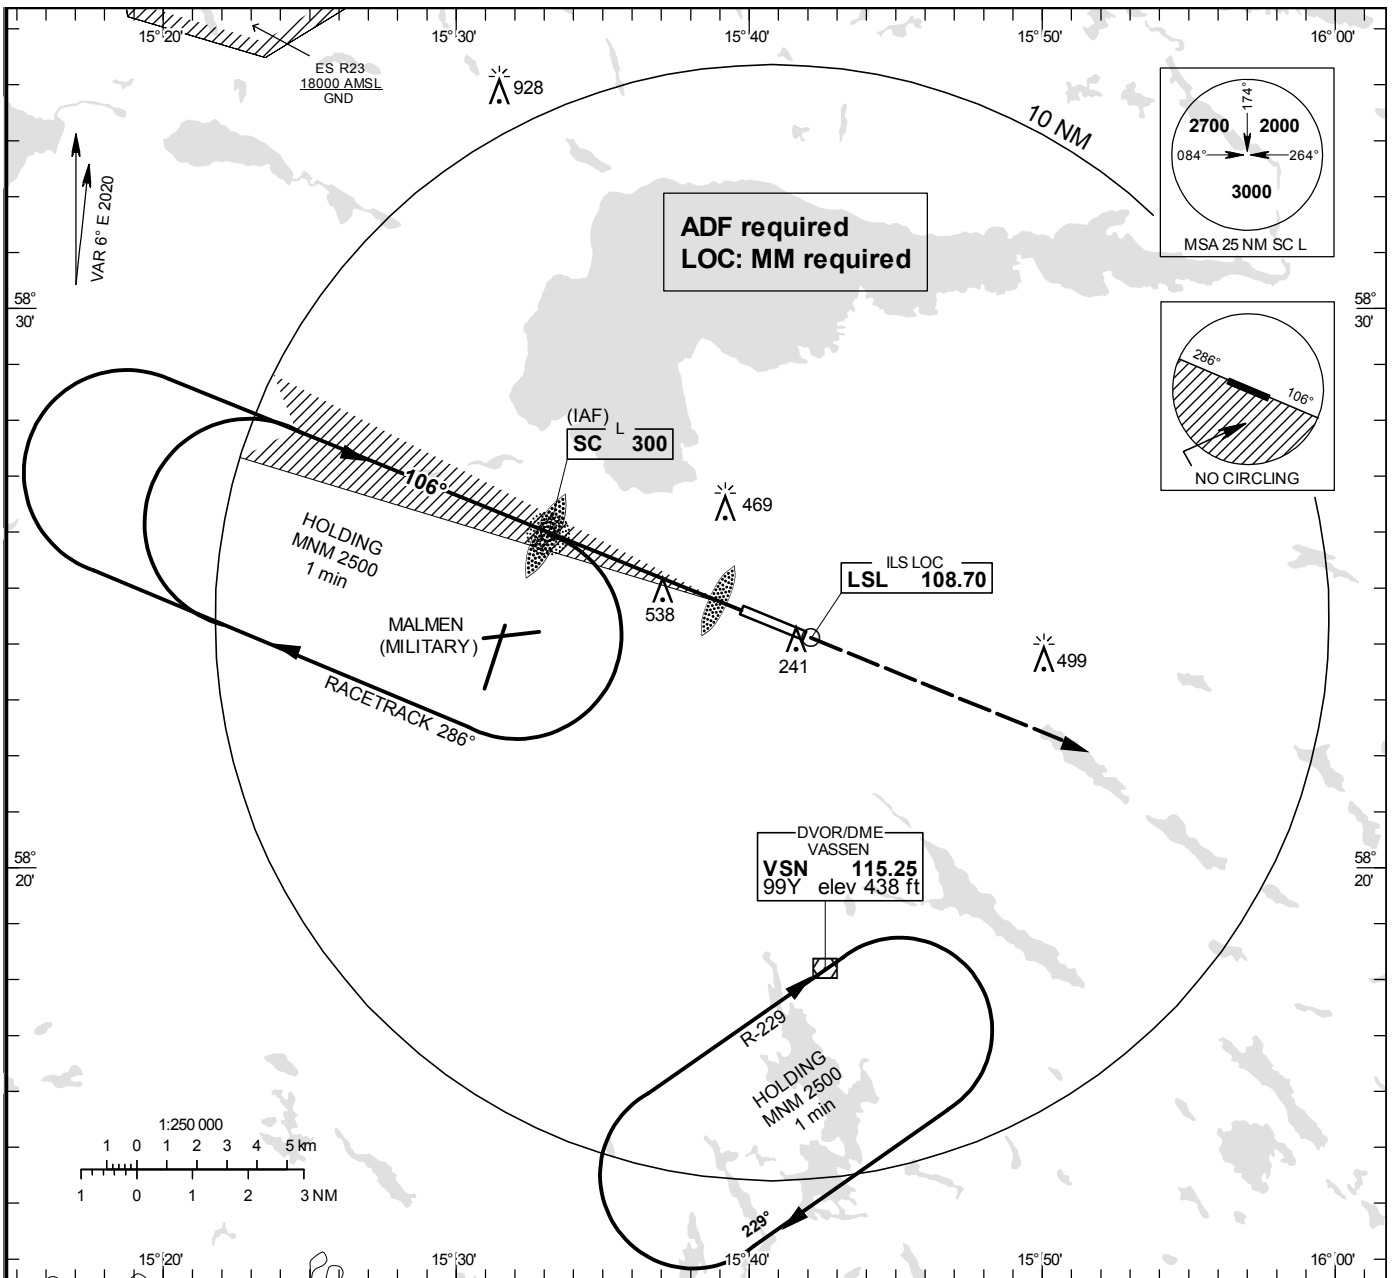 15°20'
15°30'
15°40'
15°50'
16°00'
ES R23
18000 AMSL
GND
928
10 NM
174°
2700
2000
084°
264°
3000
MSA 25 NM SC L
VAR 6° E 2020
ADF required
LOC: MM required
58°
30'
58°
30'
286°
106°
NO CIRCLING
(IAF)
L
SC 300
106°
469
HOLDING
MNM 2500
1 min
ILS LOC
LSL 108.70
538
MALMEN
(MILITARY)
241
499
RACETRACK 286°
DVOR/DME
VASSEN
VSN 115.25
99Y elev 438 ft
58°
20'
58°
20'
R-229
HOLDING
MNM 2500
1 min
229°
1:250 000
1 0 1 2 3 4 5 km
1 0 1 2 3 NM
15°20'
15°30'
15°40'
15°50'
16°00'